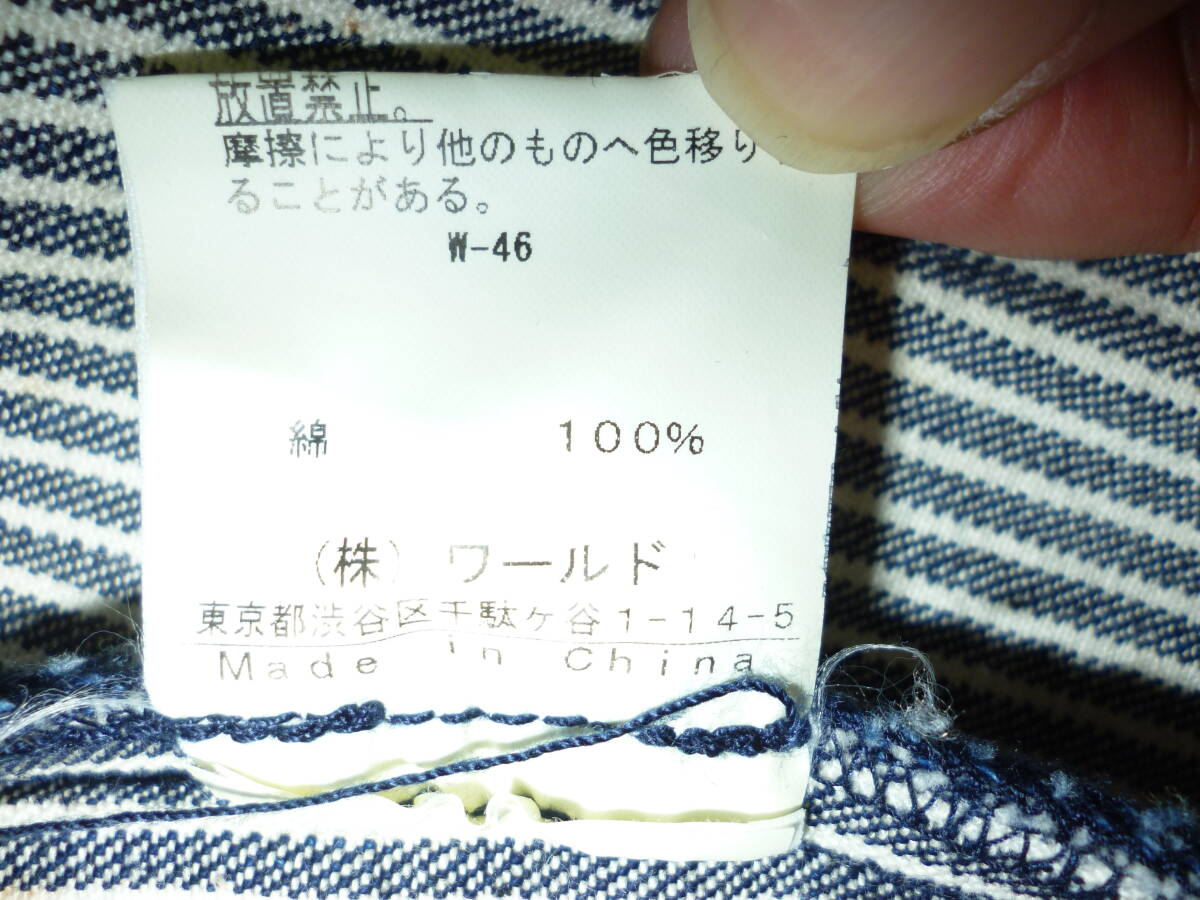 放置禁止。
摩擦により他のものへ色移り
ることがある。
W-46
綿 100%
(株) ワールド
東京都渋谷区千駄ヶ谷1-14-5
Made in China